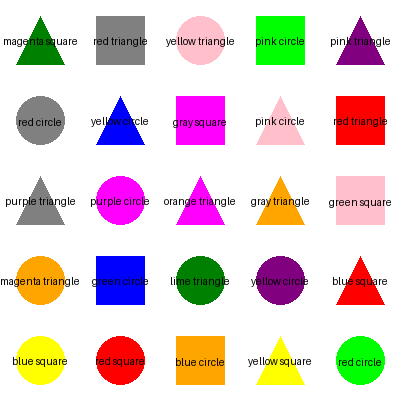 magenta square
red triangle
yellow triangle
pink circle
pink triangle
red circle
yellow circle
gray square
pink circle
red triangle
purple triangle
purple circle
orange triangle
gray triangle
green square
magenta triangle
green circle
lime triangle
yellow circle
blue square
blue square
red square
blue circle
yellow square
red circle